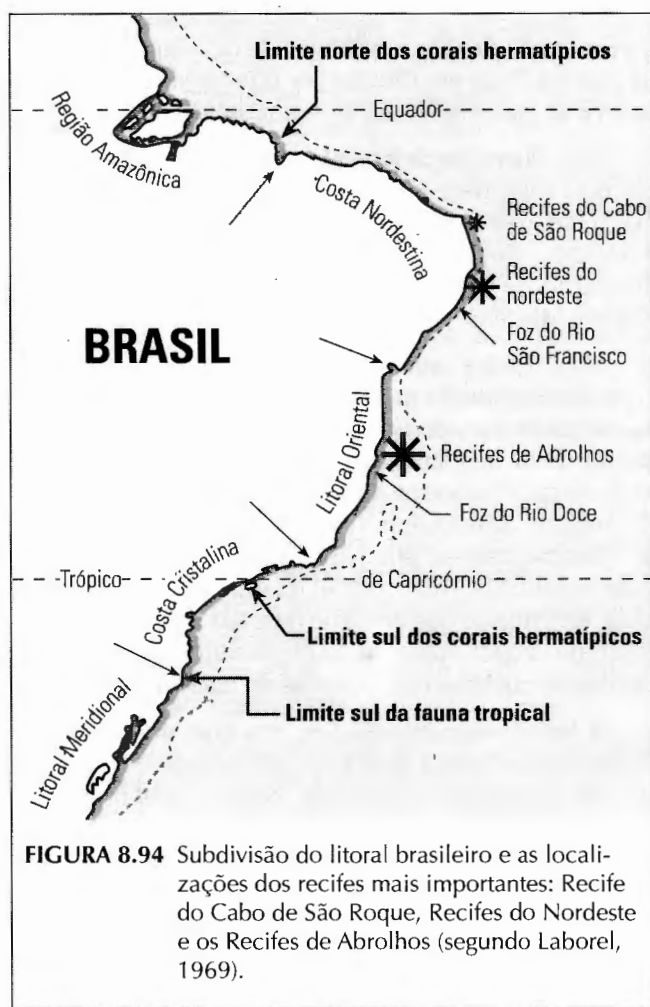 Limite norte dos corais hermatípicos
Equador
Região Amazônica
Costa Nordestina
Recifes do Cabo
de São Roque
Recifes do
nordeste
Foz do Rio
São Francisco
BRASIL
Litoral Oriental
Recifes de Abrolhos
Foz do Rio Doce
Costa Cristalina
Trópico
de Capricórnio
Limite sul dos corais hermatípicos
Limite sul da fauna tropical
Litoral Meridional
FIGURA 8.94 Subdivisão do litoral brasileiro e as locali-
zações dos recifes mais importantes: Recife
do Cabo de São Roque, Recifes do Nordeste
e os Recifes de Abrolhos (segundo Laborel,
1969).